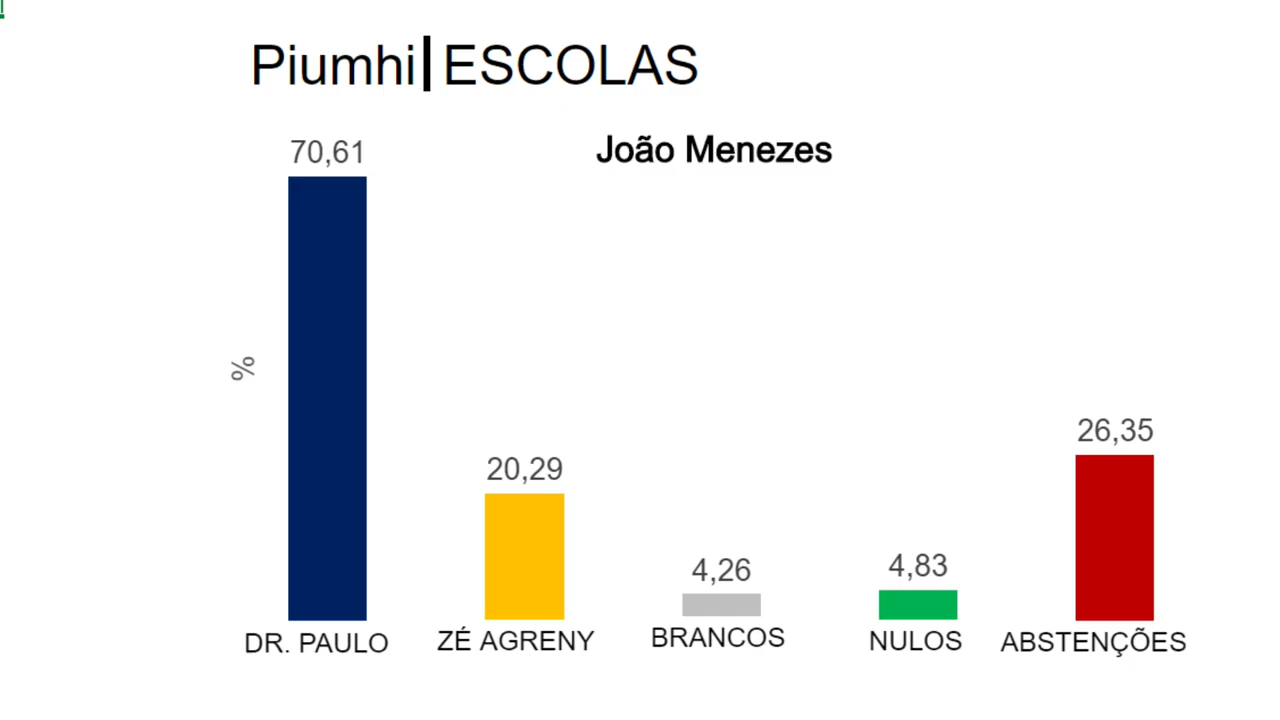 Piumhi| ESCOLAS
João Menezes
70,61
20,29
4,26
4,83
26,35
%
DR. PAULO
ZÉ AGRENY
BRANCOS
NULOS
ABSTENÇÕES